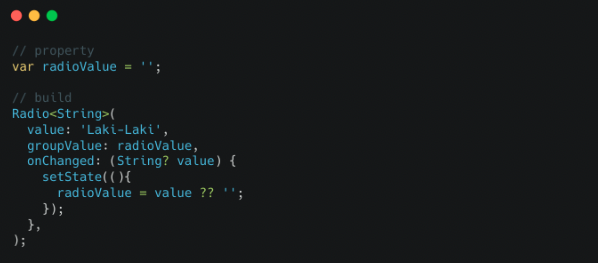 // property
var radioValue = '';

// build
Radio<String>(
  value: 'Laki-Laki',
  groupValue: radioValue,
  onChanged: (String? value) {
    setState((){
      radioValue = value ?? '';
    });
  },
);